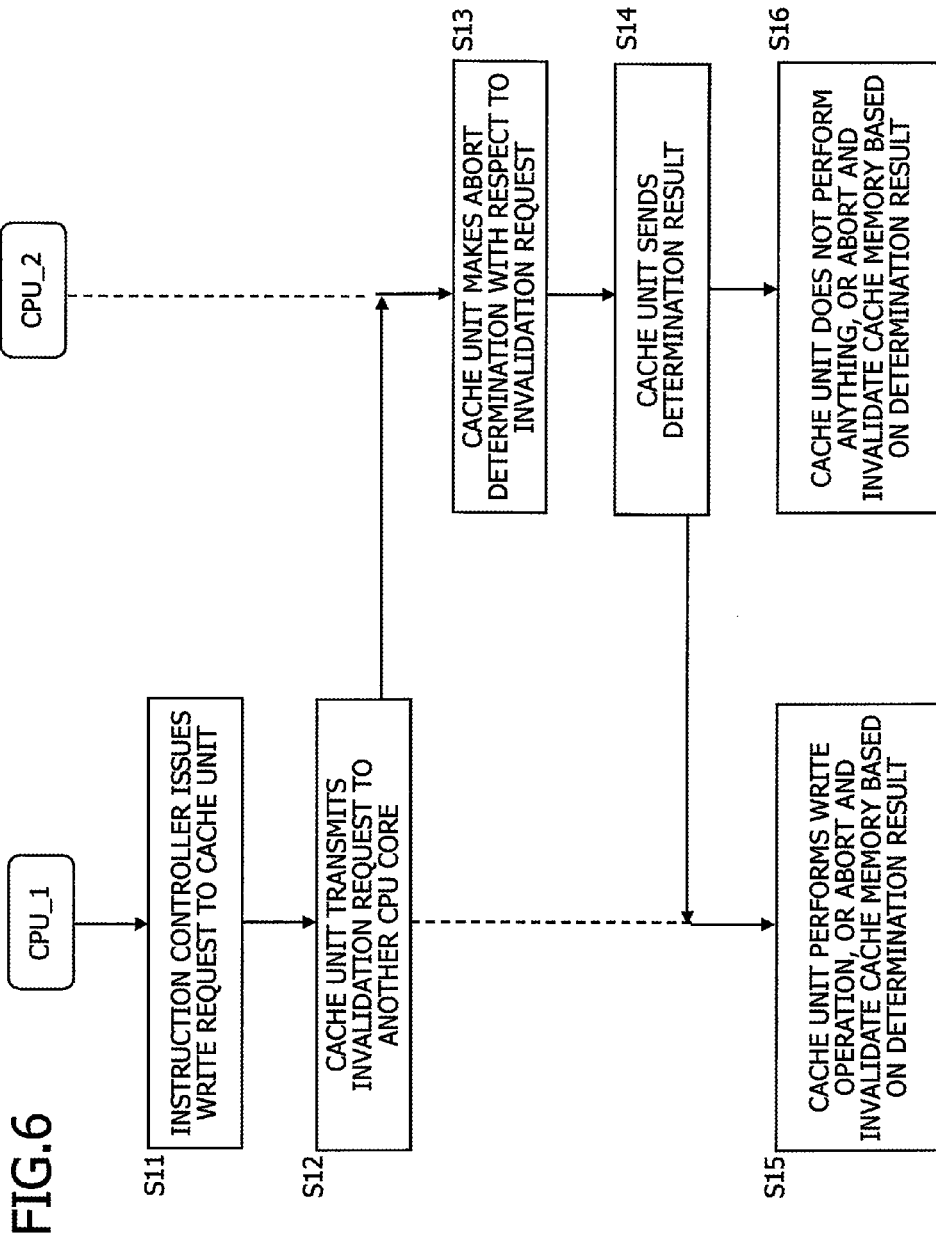 FIG.6
CPU_1
CPU_2
S11
INSTRUCTION CONTROLLER ISSUES
WRITE REQUEST TO CACHE UNIT
S12
CACHE UNIT TRANSMITS
INVALIDATION REQUEST TO
ANOTHER CPU CORE
S13
CACHE UNIT MAKES ABORT
DETERMINATION WITH RESPECT TO
INVALIDATION REQUEST
S14
CACHE UNIT SENDS
DETERMINATION RESULT
S15
CACHE UNIT PERFORMS WRITE
OPERATION, OR ABORT AND
INVALIDATE CACHE MEMORY BASED
ON DETERMINATION RESULT
S16
CACHE UNIT DOES NOT PERFORM
ANYTHING, OR ABORT AND
INVALIDATE CACHE MEMORY BASED
ON DETERMINATION RESULT